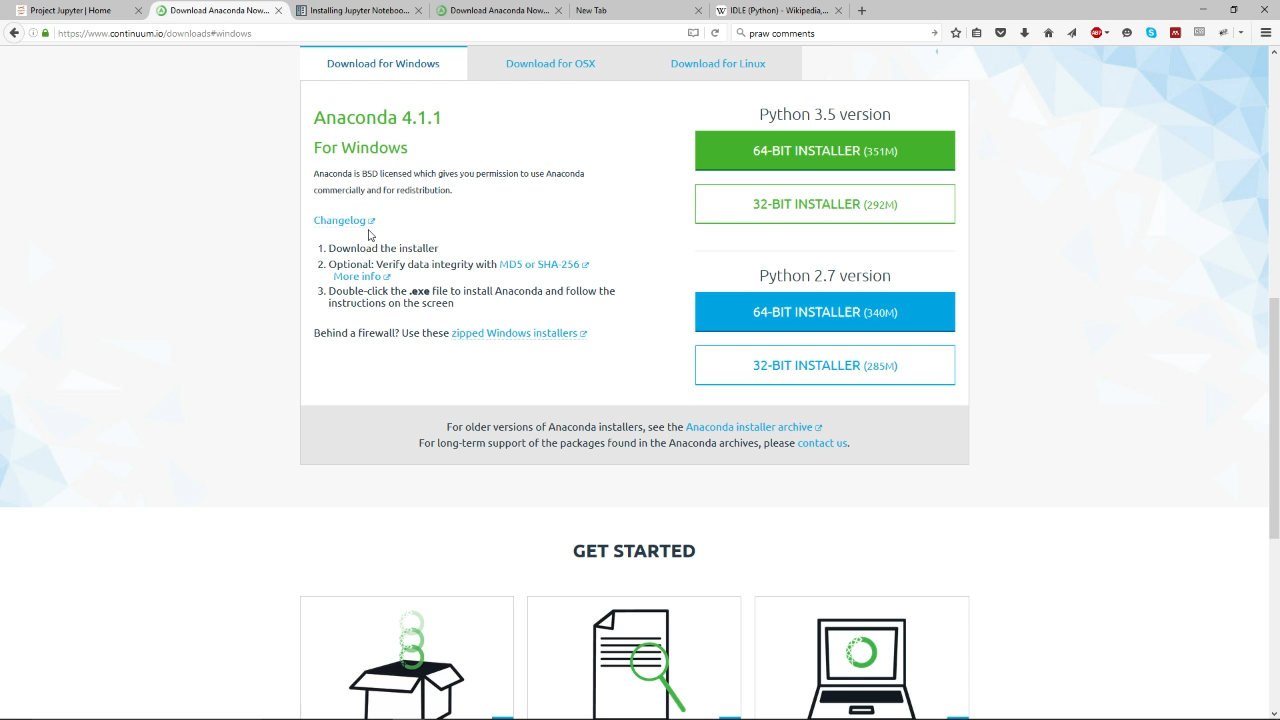 Project Jupyter | Home
Download Anaconda Now...
Installing Jupyter Notebo...
Download Anaconda Now...
New Tab
IDLE (Python) - Wikipedia,...
https://www.continuum.io/downloads#windows
praw comments
Download for Windows
Download for OSX
Download for Linux
Anaconda 4.1.1
For Windows
Anaconda is BSD licensed which gives you permission to use Anaconda
commercially and for redistribution.
Changelog
1. Download the installer
2. Optional: Verify data integrity with MD5 or SHA-256
More info
3. Double-click the .exe file to install Anaconda and follow the
instructions on the screen
Behind a firewall? Use these zipped Windows installers
Python 3.5 version
64-BIT INSTALLER (351M)
32-BIT INSTALLER (292M)
Python 2.7 version
64-BIT INSTALLER (340M)
32-BIT INSTALLER (285M)
For older versions of Anaconda installers, see the Anaconda installer archive
For long-term support of the packages found in the Anaconda archives, please contact us.
GET STARTED